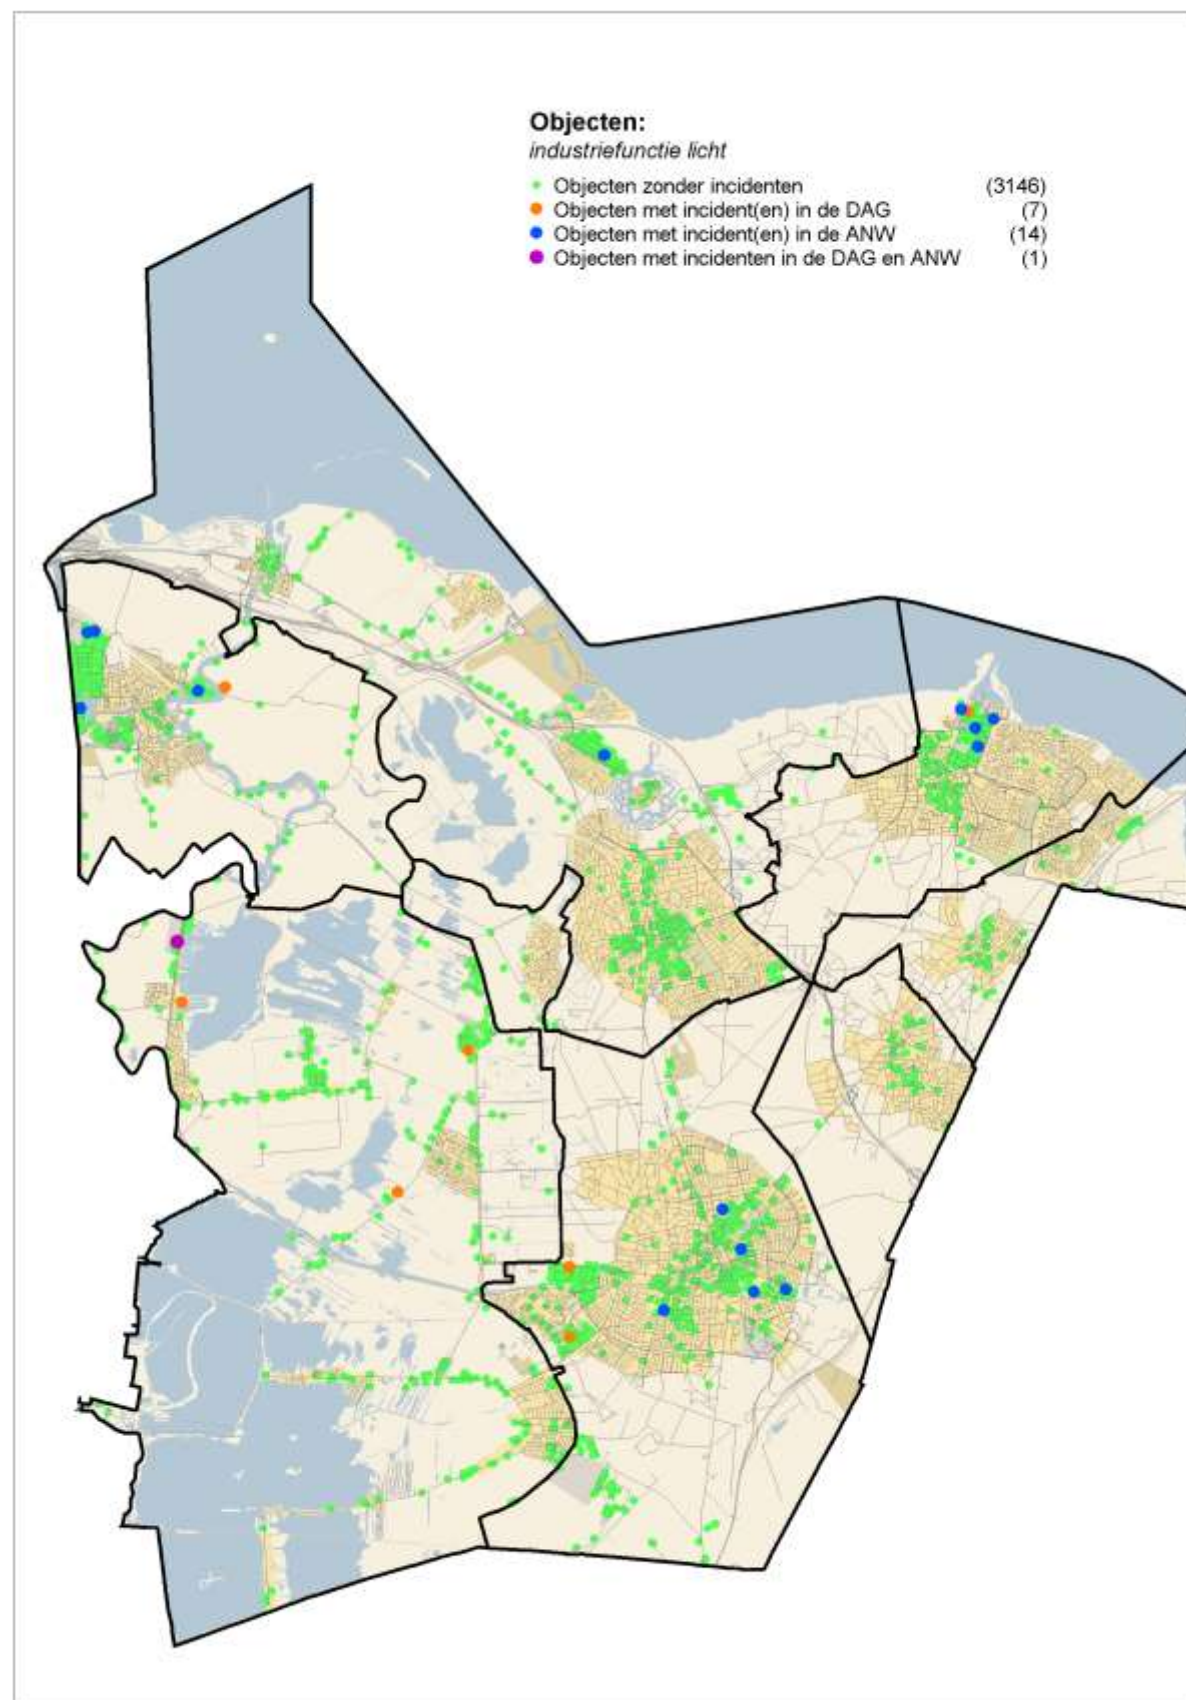 Objecten:
industriefunctie licht
Objecten zonder incidenten (3146)
Objecten met incident(en) in de DAG (7)
Objecten met incident(en) in de ANW (14)
Objecten met incidenten in de DAG en ANW (1)